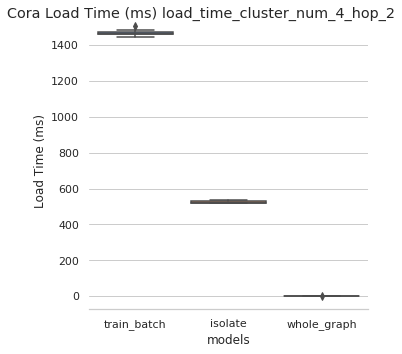 Cora Load Time (ms) load_time_cluster_num_4_hop_2
1400
1200
1000
800
600
400
200
0
Load Time (ms)
train_batch isolate whole_graph
models